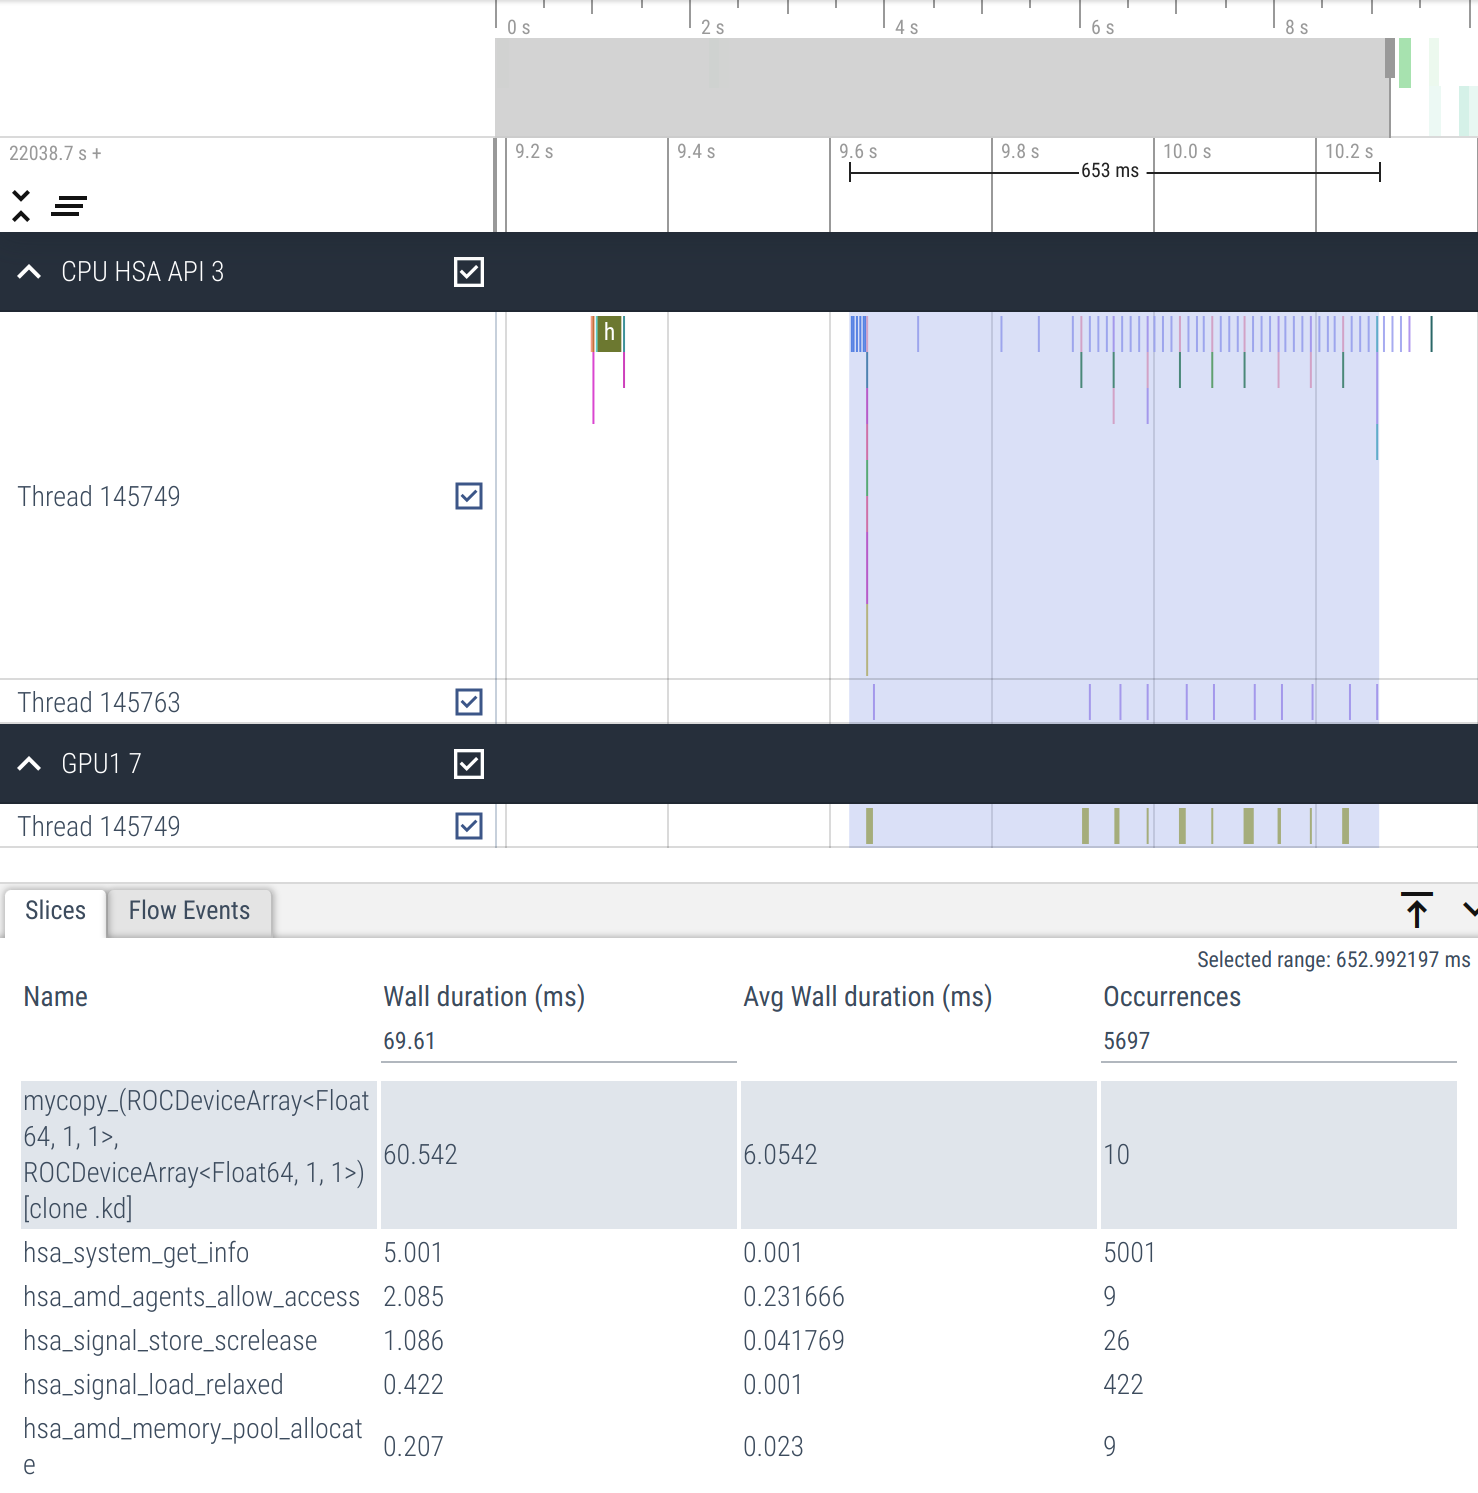 0 s 2 s 4 s 6 s 8 s
22038.7 s + 9.2 s 9.4 s 9.6 s 9.8 s 10.0 s 10.2 s
653 ms
CPU HSA API 3
h
Thread 145749
Thread 145763
GPU1 7
Thread 145749
Slices Flow Events
Selected range: 652.992197 ms
Name Wall duration (ms) Avg Wall duration (ms) Occurrences
69.61 5697
mycopy_(ROCDeviceArray<Float
64, 1, 1>,
ROCDeviceArray<Float64, 1, 1>)
[clone .kd]
60.542 6.0542 10
hsa_system_get_info 5.001 0.001 5001
hsa_amd_agents_allow_access 2.085 0.231666 9
hsa_signal_store_screlease 1.086 0.041769 26
hsa_signal_load_relaxed 0.422 0.001 422
hsa_amd_memory_pool_allocat
e
0.207 0.023 9